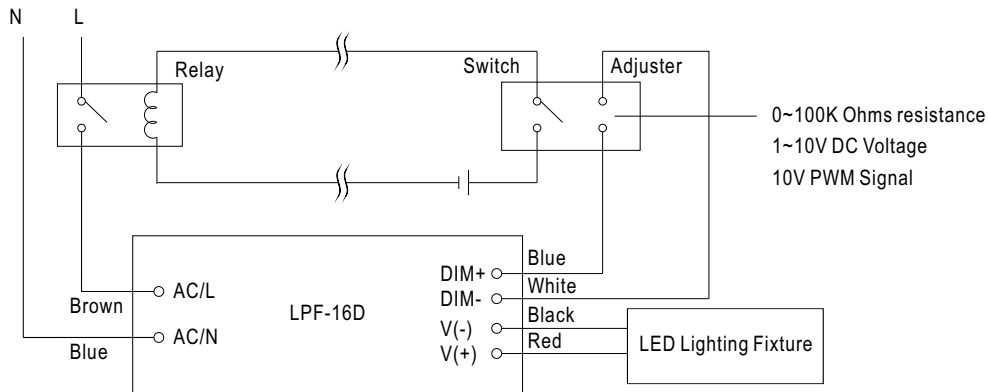 N L
Relay
Switch Adjuster
0~100K Ohms resistance
1~10V DC Voltage
10V PWM Signal
Brown
Blue
AC/L
AC/N
LPF-16D
DIM+
DIM-
V(-)
V(+)
Blue
White
Black
Red
LED Lighting Fixture